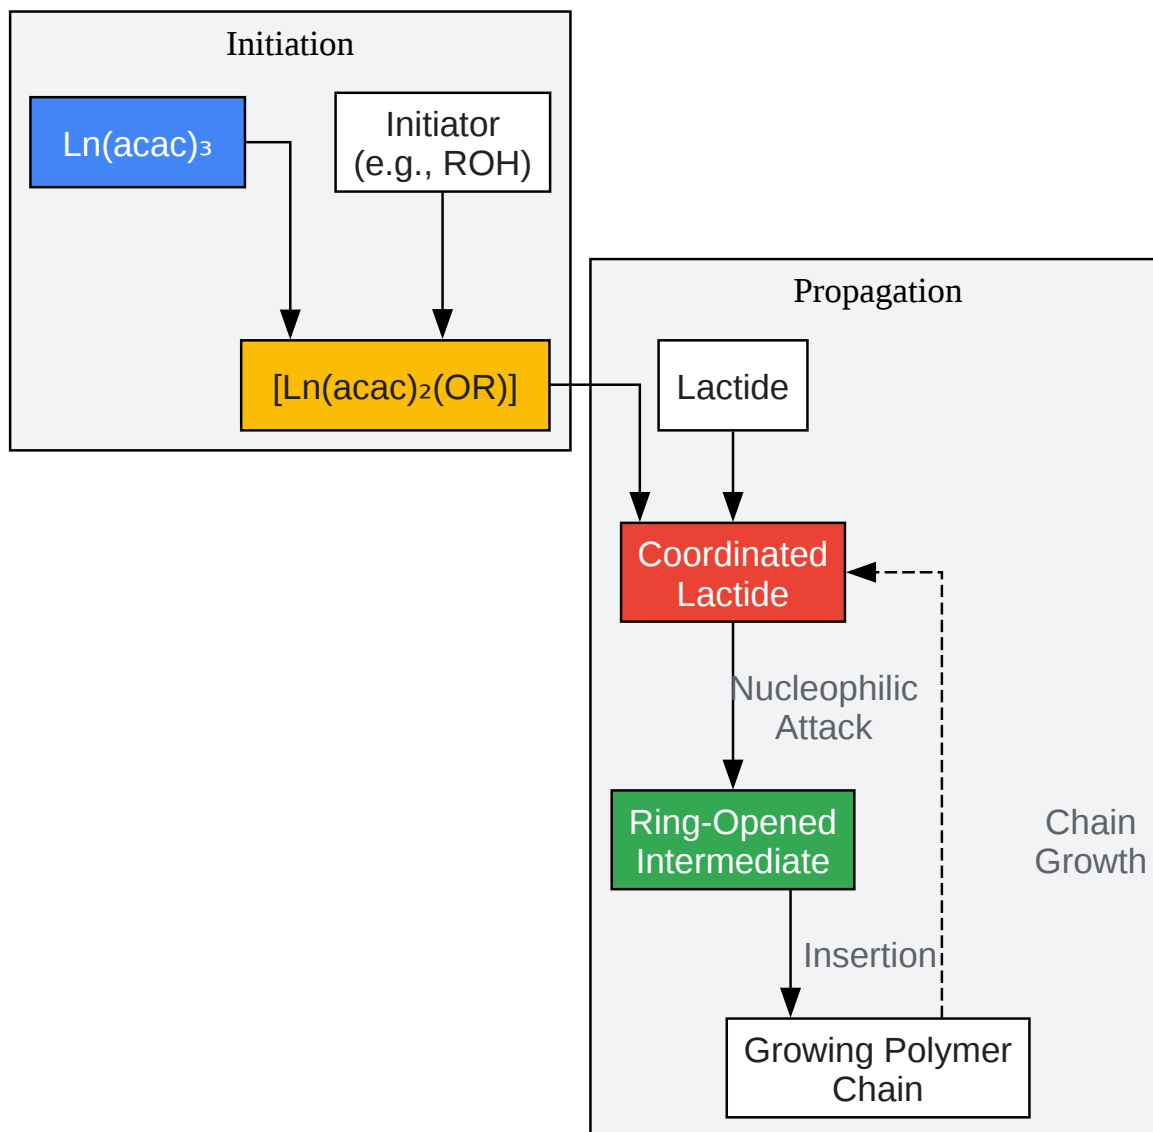 Initiation
Ln(acac)₃
Initiator
(e.g., ROH)
[Ln(acac)₂(OR)]
Propagation
Lactide
Coordinated
Lactide
Nucleophilic
Attack
Ring-Opened
Intermediate
Chain
Growth
Insertion
Growing Polymer
Chain